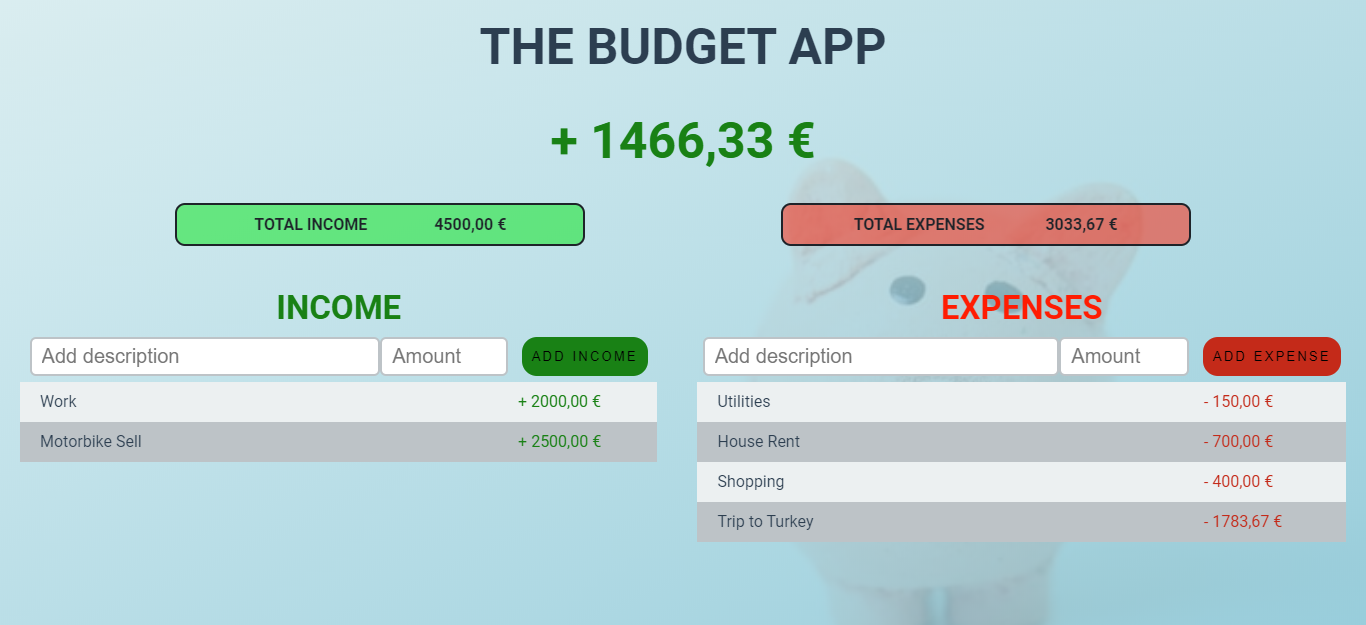 THE BUDGET APP
+ 1466,33 €
TOTAL INCOME 4500,00 €
TOTAL EXPENSES 3033,67 €
INCOME
Add description Amount ADD INCOME
Work + 2000,00 €
Motorbike Sell + 2500,00 €
EXPENSES
Add description Amount ADD EXPENSE
Utilities - 150,00 €
House Rent - 700,00 €
Shopping - 400,00 €
Trip to Turkey - 1783,67 €